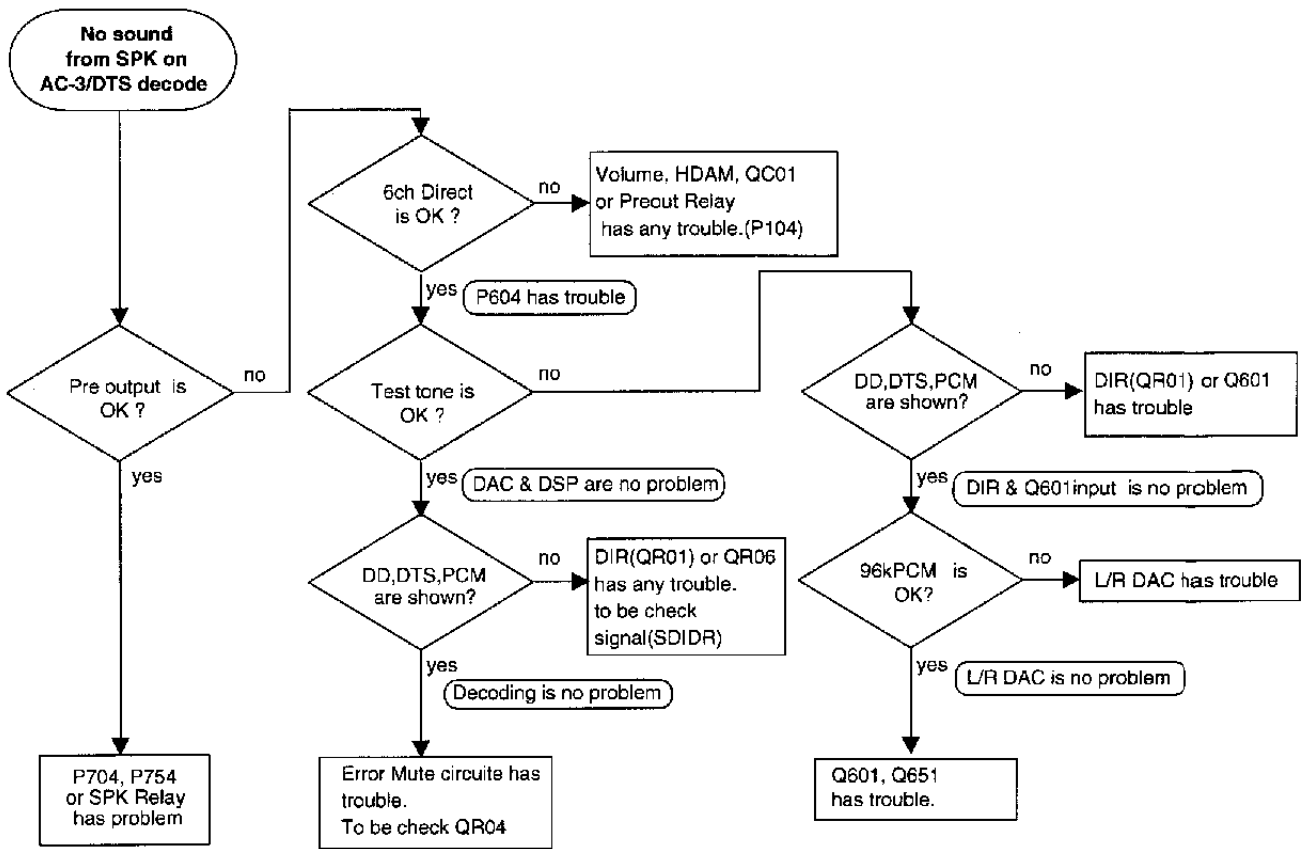 No sound
from SPK on
AC-3/DTS decode
Pre output is
OK ?
no
yes
P704, P754
or SPK Relay
has problem
6ch Direct
is OK ?
no
Volume, HDAM, QC01
or Preout Relay
has any trouble.(P104)
yes
P604 has trouble
Test tone is
OK ?
no
yes
DAC & DSP are no problem
DD,DTS,PCM
are shown?
no
DIR(QR01) or QR06
has any trouble.
to be check
signal(SDIDR)
yes
Decoding is no problem
Error Mute circuite has
trouble.
To be check QR04
DD,DTS,PCM
are shown?
no
DIR(QR01) or Q601
has trouble
yes
DIR & Q601input is no problem
96kPCM is
OK?
no
L/R DAC has trouble
yes
L/R DAC is no problem
Q601, Q651
has trouble.